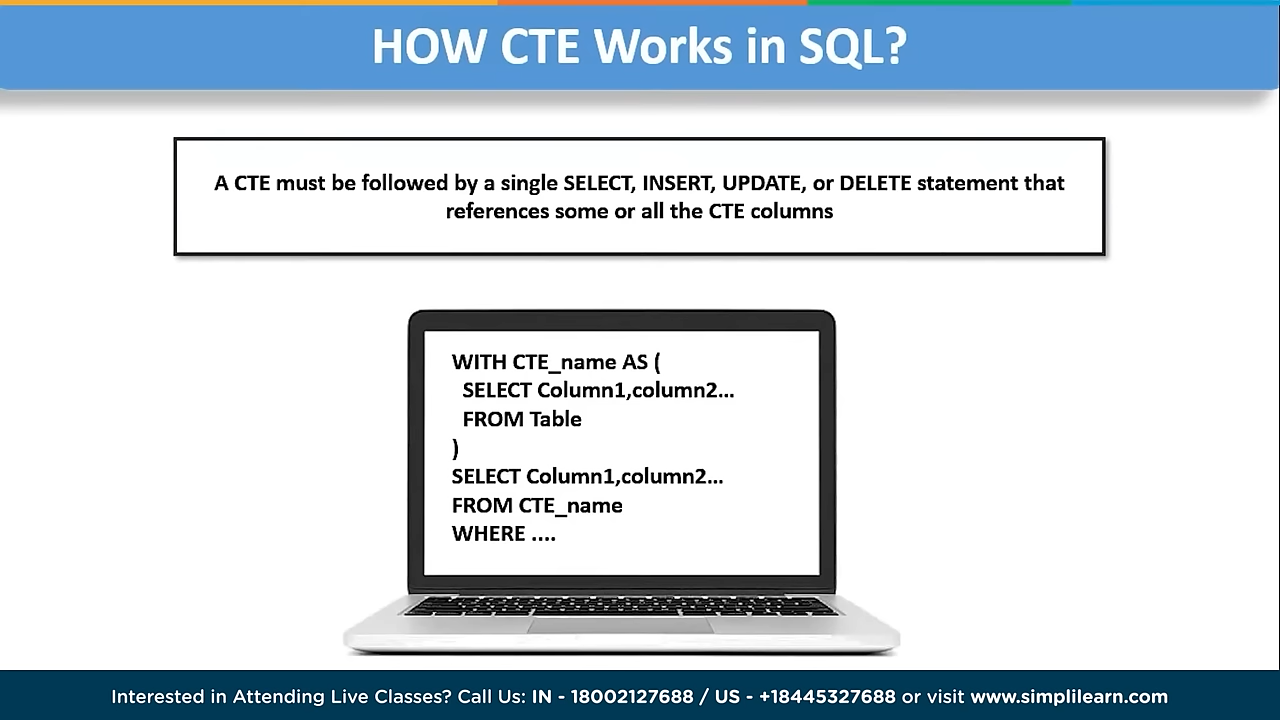 HOW CTE Works in SQL?
A CTE must be followed by a single SELECT, INSERT, UPDATE, or DELETE statement that
references some or all the CTE columns
WITH CTE_name AS (
SELECT Column1,column2...
FROM Table
)
SELECT Column1,column2...
FROM CTE_name
WHERE ....
Interested in Attending Live Classes? Call Us: IN - 18002127688 / US - +18445327688 or visit www.simplilearn.com